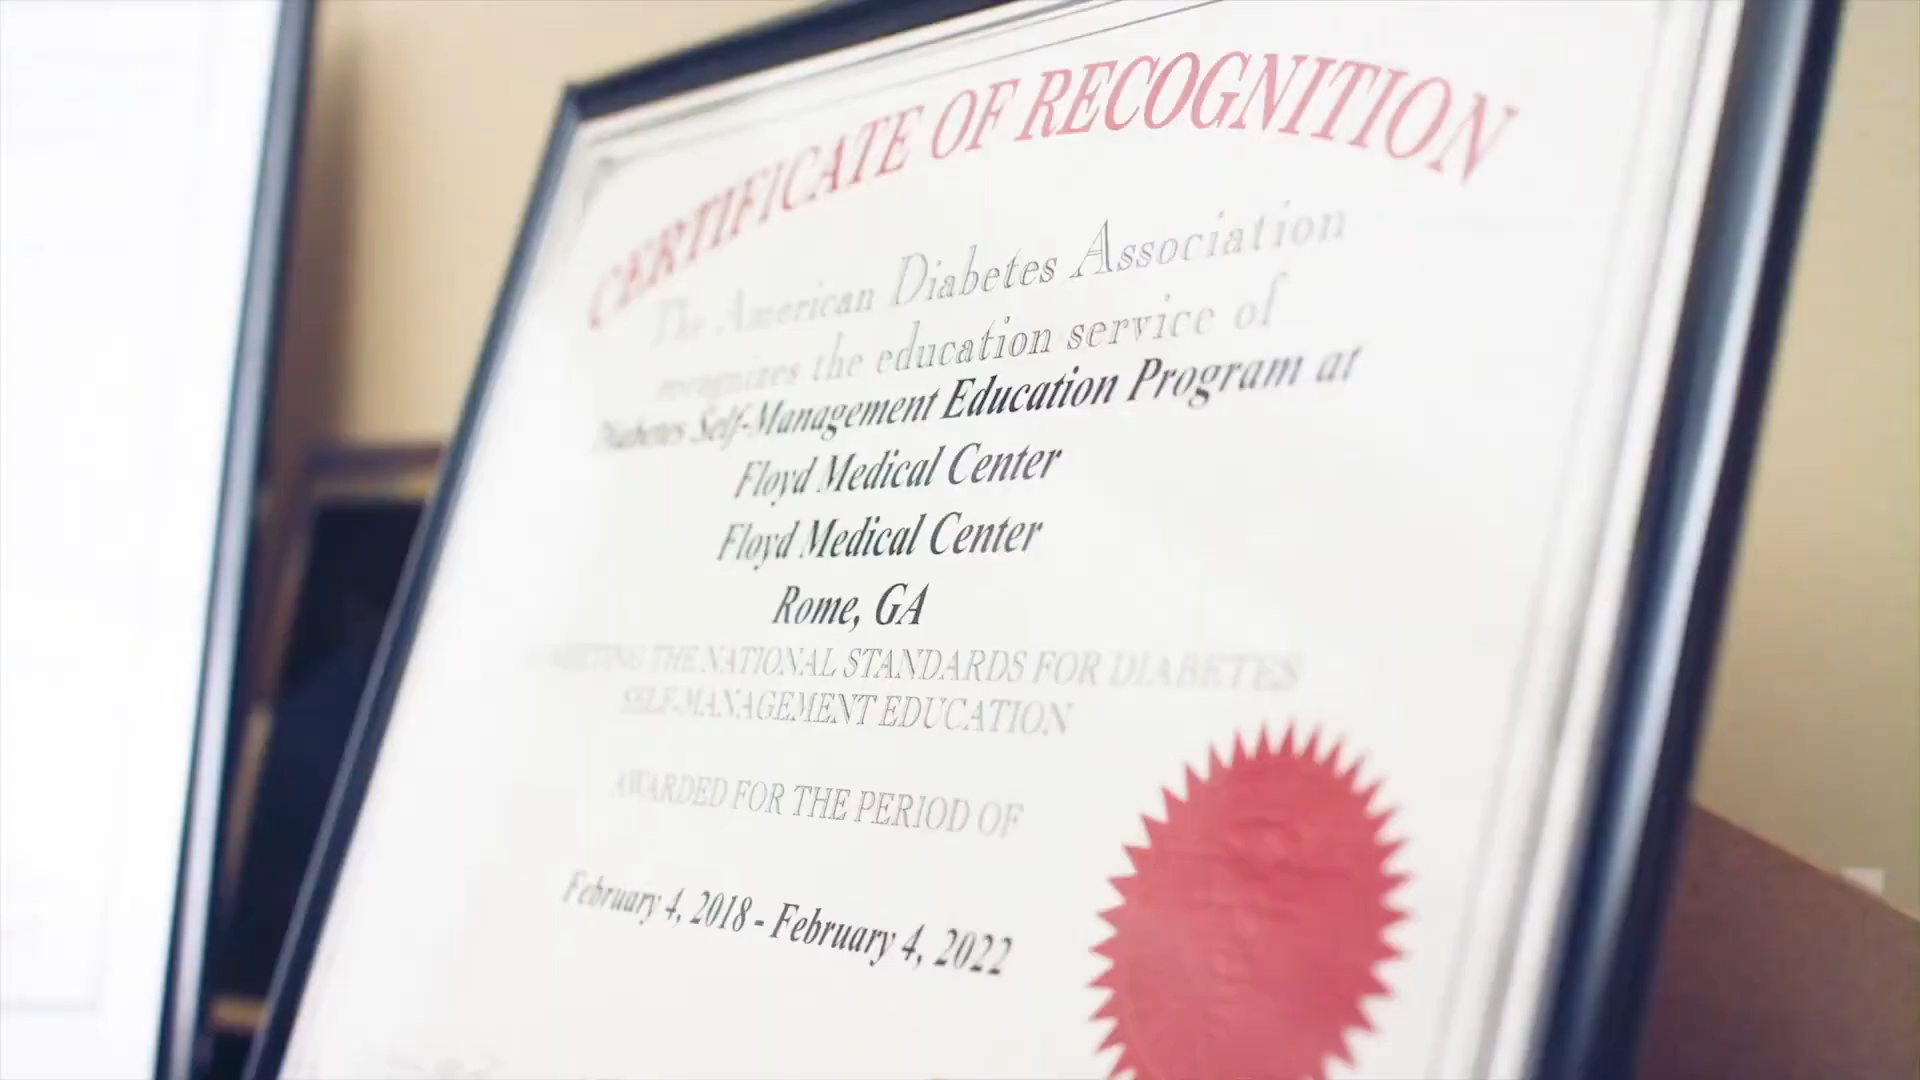 CERTIFICATE OF RECOGNITION
The American Diabetes Association
recognizes the education service of
Diabetes Self-Management Education Program at
Floyd Medical Center
Floyd Medical Center
Rome, GA
MEETING THE NATIONAL STANDARDS FOR DIABETES
SELF-MANAGEMENT EDUCATION
AWARDED FOR THE PERIOD OF
February 4, 2018 - February 4, 2022